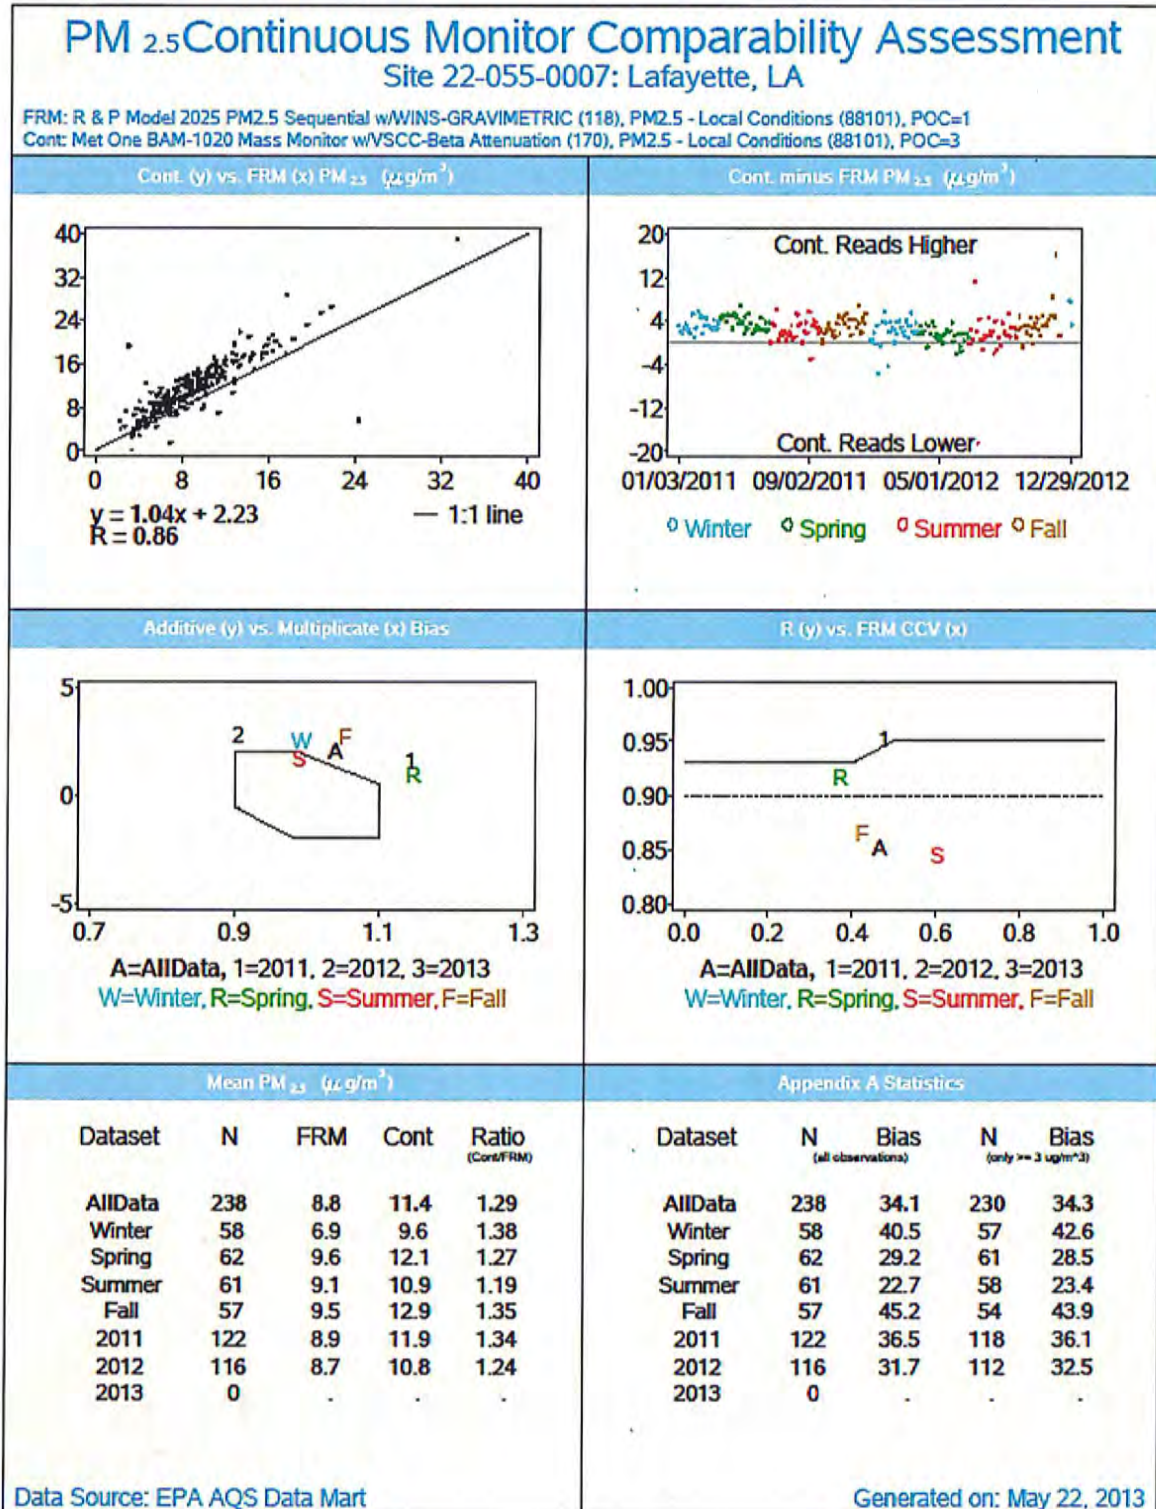 PM 2.5 Continuous Monitor Comparability Assessment
Site 22-055-0007: Lafayette, LA
FRM: R & P Model 2025 PM2.5 Sequential w/WINS-GRAVIMETRIC (118), PM2.5 - Local Conditions (88101), POC=1
Cont: Met One BAM-1020 Mass Monitor w/VSCC-Beta Attenuation (170), PM2.5 - Local Conditions (88101), POC=3
Cont. (y) vs. FRM (x) PM 2.5 (μg/m³)
40
32
24
16
8
0
0 8 16 24 32 40
y = 1.04x + 2.23
— 1:1 line
R = 0.86
Cont. minus FRM PM 2.5 (μg/m³)
20
12
4
-4
-12
-20
Cont. Reads Higher
Cont. Reads Lower
01/03/2011 09/02/2011 05/01/2012 12/29/2012
Winter Spring Summer Fall
Additive (y) vs. Multiplicate (x) Bias
5
0
-5
2 W S A F 1 R
0.7 0.9 1.1 1.3
A=AllData, 1=2011, 2=2012, 3=2013
W=Winter, R=Spring, S=Summer, F=Fall
R (y) vs. FRM CCV (x)
1.00
0.95
0.90
0.85
0.80
1
R
F A S
0.0 0.2 0.4 0.6 0.8 1.0
A=AllData, 1=2011, 2=2012, 3=2013
W=Winter, R=Spring, S=Summer, F=Fall
Mean PM 2.5 (μg/m³)
Dataset N FRM Cont Ratio
(Cont/FRM)
AllData 238 8.8 11.4 1.29
Winter 58 6.9 9.6 1.38
Spring 62 9.6 12.1 1.27
Summer 61 9.1 10.9 1.19
Fall 57 9.5 12.9 1.35
2011 122 8.9 11.9 1.34
2012 116 8.7 10.8 1.24
2013 0 . . .
Appendix A Statistics
Dataset N Bias N Bias
(all observations) (only >= 3 ug/m^3)
AllData 238 34.1 230 34.3
Winter 58 40.5 57 42.6
Spring 62 29.2 61 28.5
Summer 61 22.7 58 23.4
Fall 57 45.2 54 43.9
2011 122 36.5 118 36.1
2012 116 31.7 112 32.5
2013 0 . . .
Data Source: EPA AQS Data Mart
Generated on: May 22, 2013